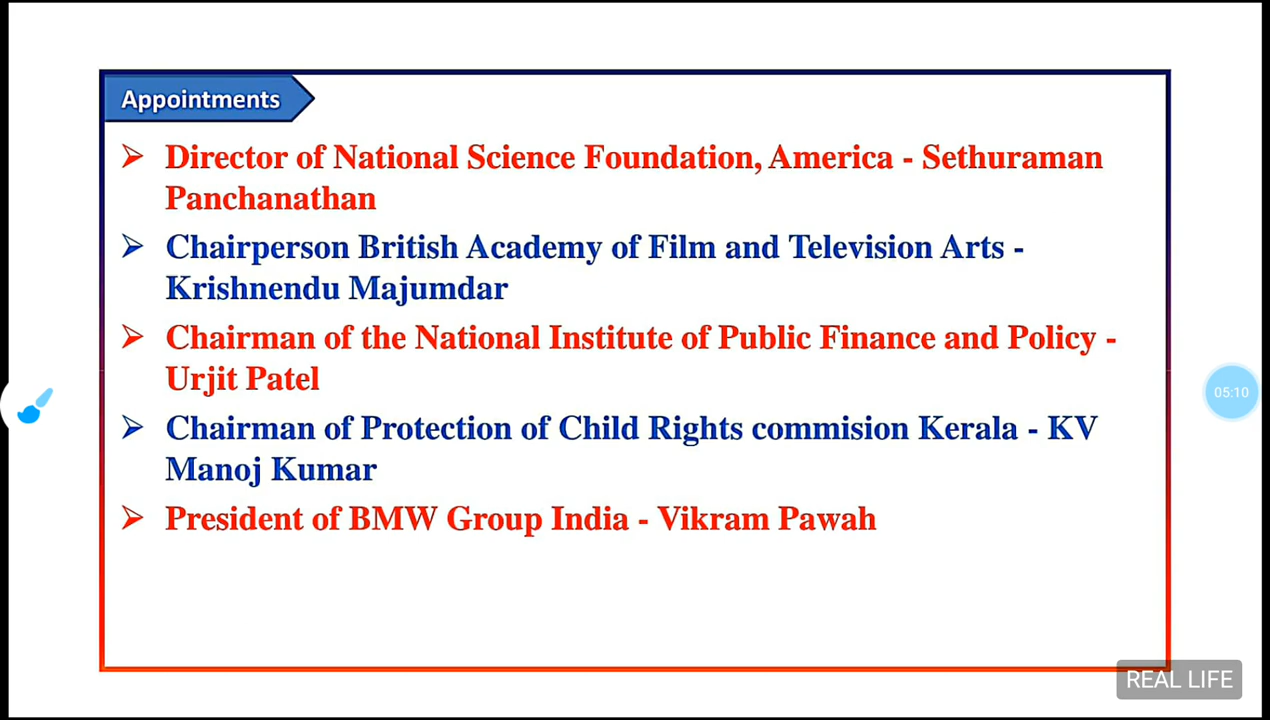 Appointments
Director of National Science Foundation, America - Sethuraman
Panchanathan
Chairperson British Academy of Film and Television Arts -
Krishnendu Majumdar
Chairman of the National Institute of Public Finance and Policy -
Urjit Patel
Chairman of Protection of Child Rights commision Kerala - KV
Manoj Kumar
President of BMW Group India - Vikram Pawah
05:10
REAL LIFE